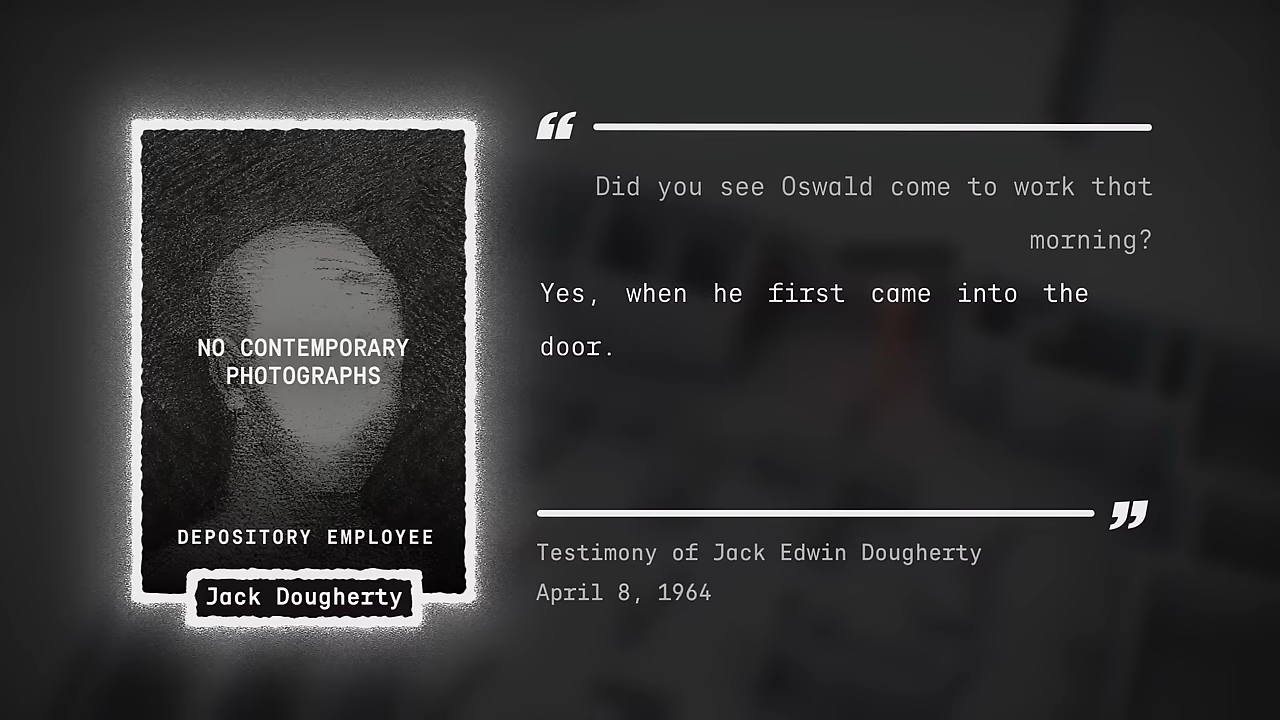 NO CONTEMPORARY
PHOTOGRAPHS
DEPOSITORY EMPLOYEE
Jack Dougherty
“
Did you see Oswald come to work that
morning?
Yes, when he first came into the
door.
”
Testimony of Jack Edwin Dougherty
April 8, 1964